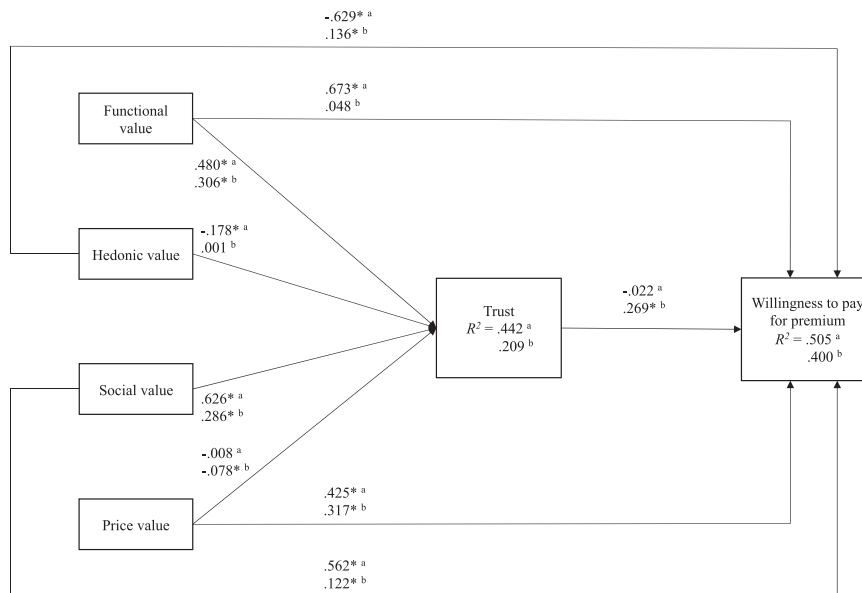 -.629* a
.136* b
.673* a
.048 b
Functional
value
.480* a
.306* b
-.178* a
.001 b
Hedonic value
Trust
R² = .442 a
.209 b
-.022 a
.269* b
Willingness to pay
for premium
R² = .505 a
.400 b
Social value
.626* a
.286* b
-.008 a
-.078* b
Price value
.425* a
.317* b
.562* a
.122* b